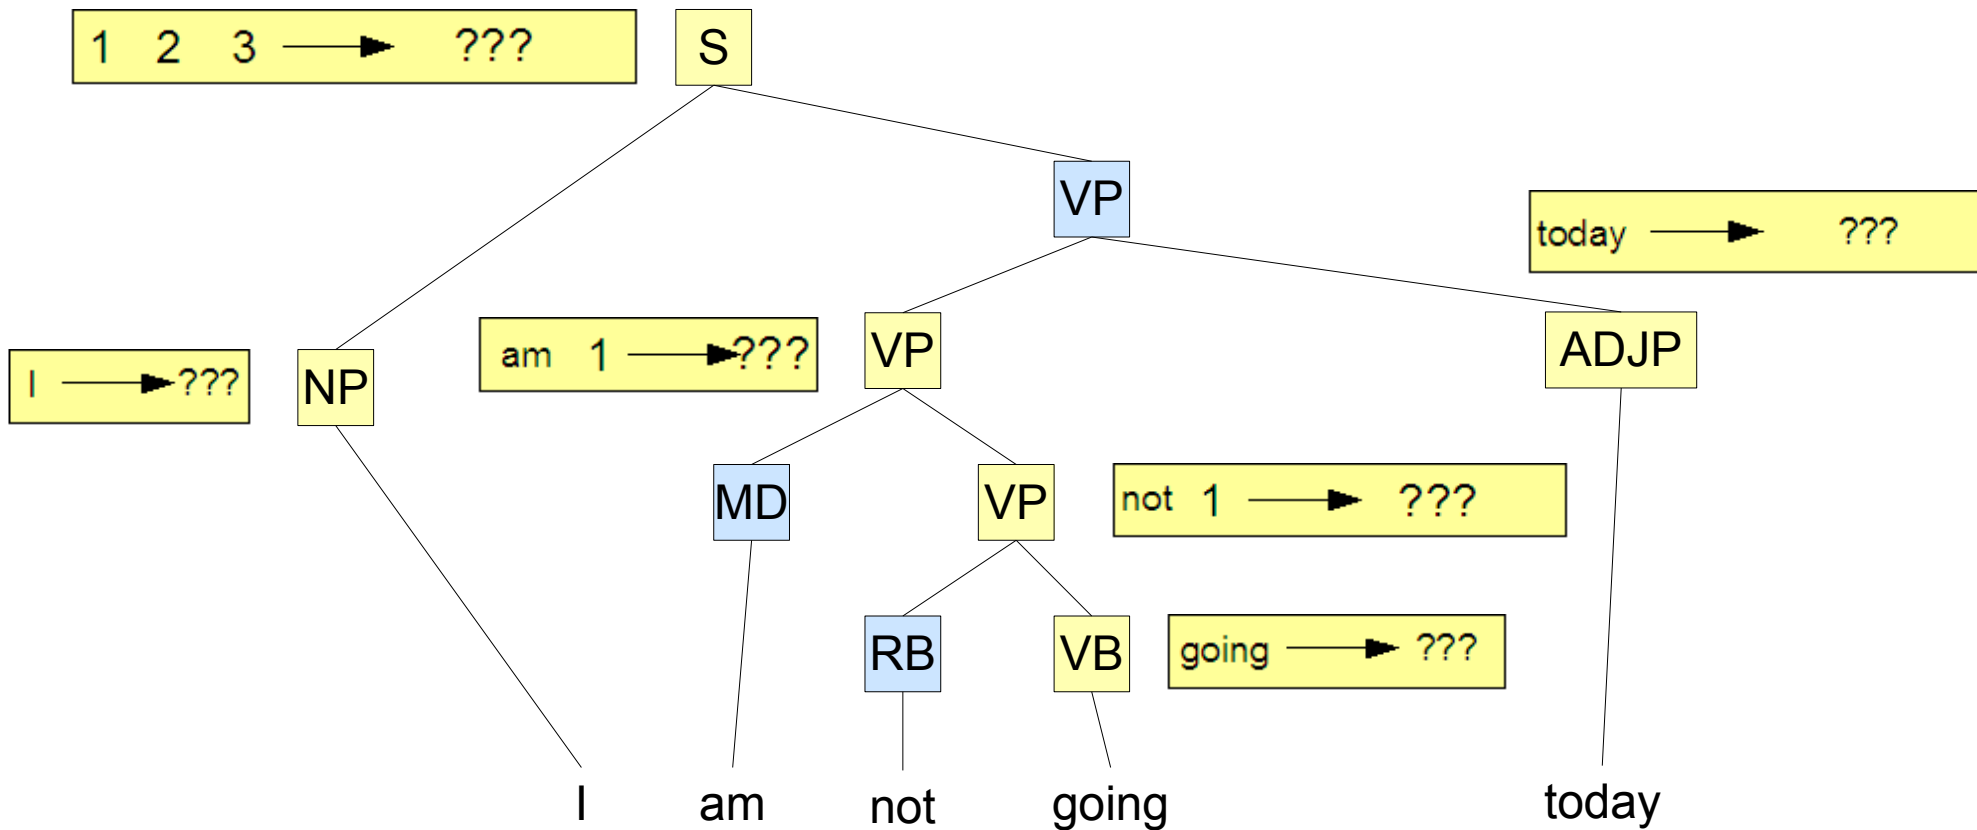 1 2 3 ???
S
VP
today ???
I ???
NP
am 1 ???
VP
ADJP
MD
VP
not 1 ???
RB
VB
going ???
I am not going today